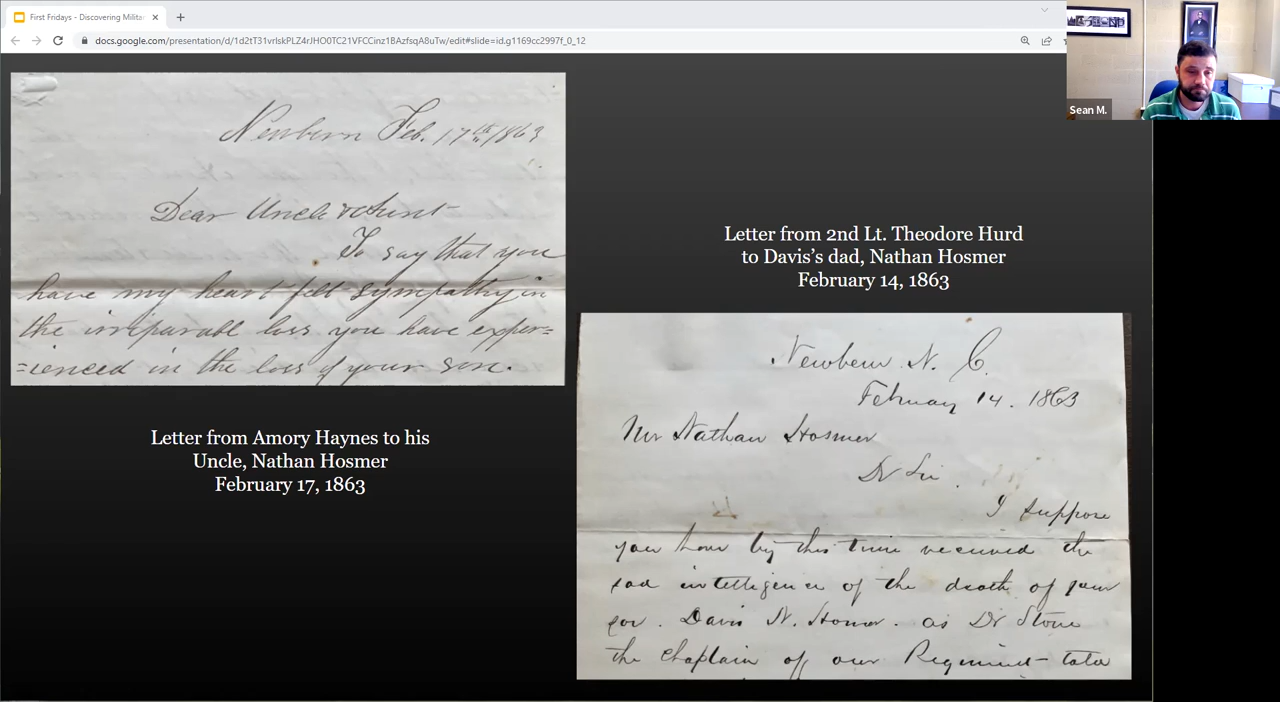 First Fridays - Discovering Milita
docs.google.com/presentation/d/1d2tT31vrlskPLZ4rJHO0TC21VFCCinz1BAzfsqA8uTw/edit#slide=id.g1169cc2997f_0_12
Sean M.
Newbern Feb. 17th 1863
Dear Uncle & Aunt
To say that you
have my heart felt sympathy in
the irreparable loss you have exper=
=ienced in the loss of your son.
Letter from Amory Haynes to his
Uncle, Nathan Hosmer
February 17, 1863
Letter from 2nd Lt. Theodore Hurd
to Davis's dad, Nathan Hosmer
February 14, 1863
Newbern N. C.
February 14. 1863
Mr Nathan Hosmer
Dr Sir.
I suppose
you have by this time received the
sad intelligence of the death of your
son. Davis N. Hosmer. as Dr Stone
the Chaplain of our Regiment